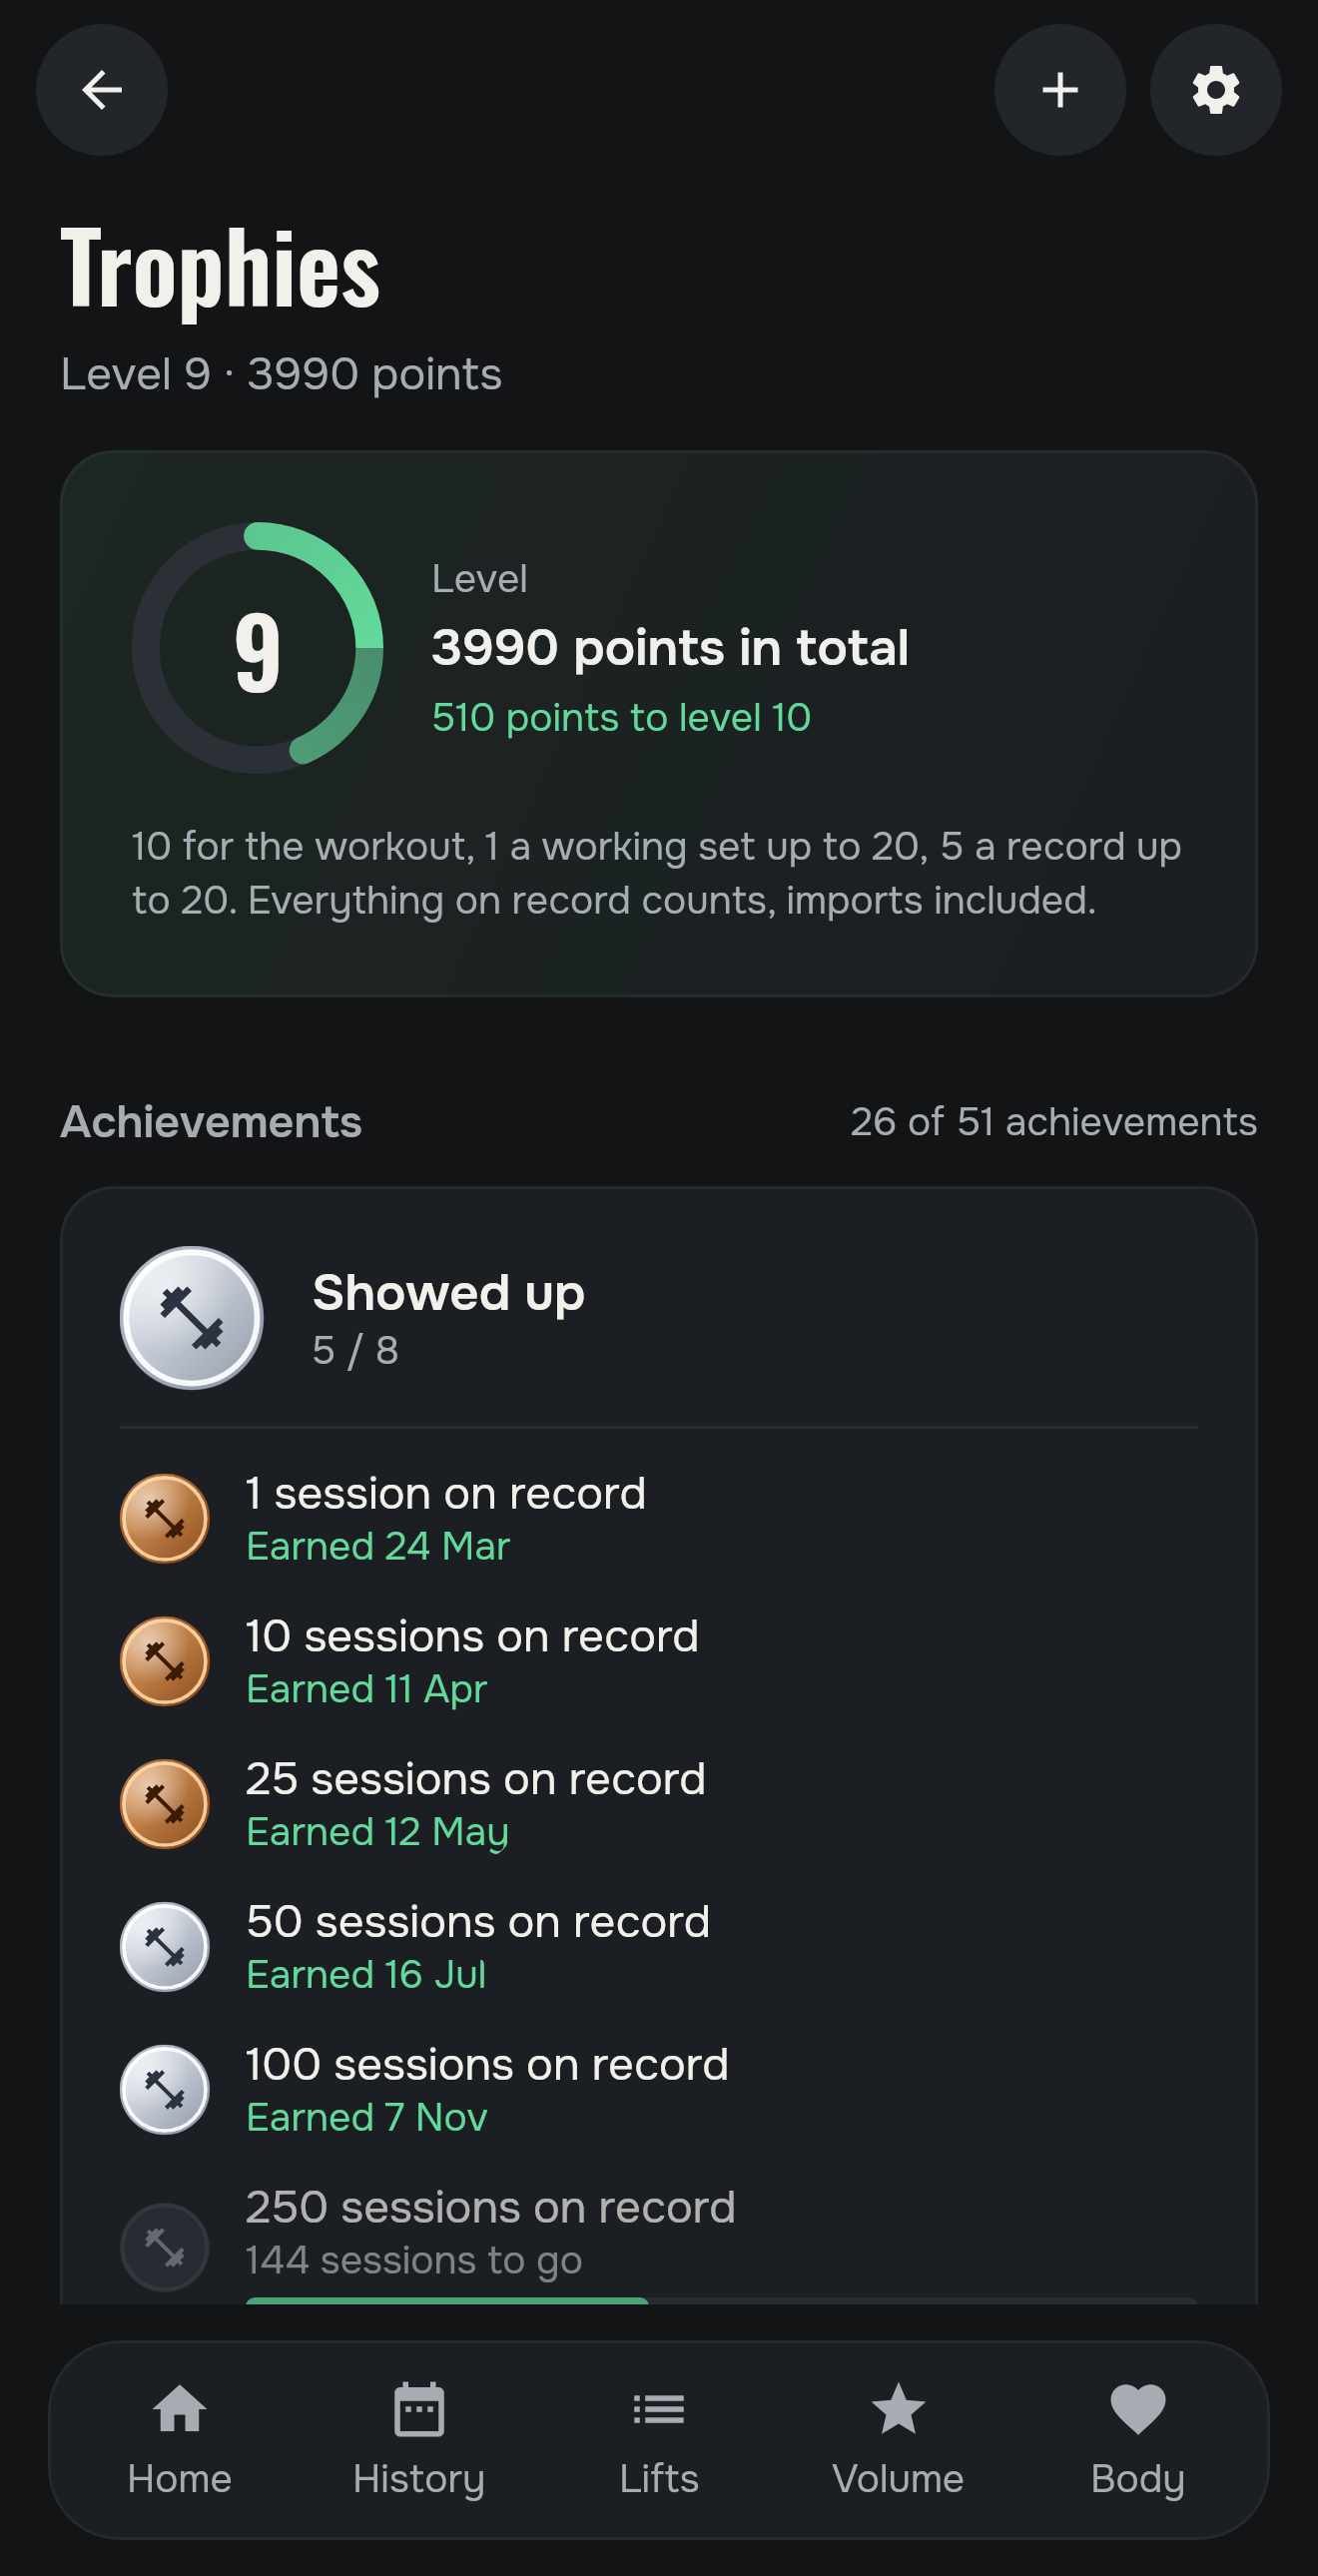 Trophies
Level 9 · 3990 points
9
Level
3990 points in total
510 points to level 10
10 for the workout, 1 a working set up to 20, 5 a record up
to 20. Everything on record counts, imports included.
Achievements
26 of 51 achievements
Showed up
5 / 8
1 session on record
Earned 24 Mar
10 sessions on record
Earned 11 Apr
25 sessions on record
Earned 12 May
50 sessions on record
Earned 16 Jul
100 sessions on record
Earned 7 Nov
250 sessions on record
144 sessions to go
Home
History
Lifts
Volume
Body